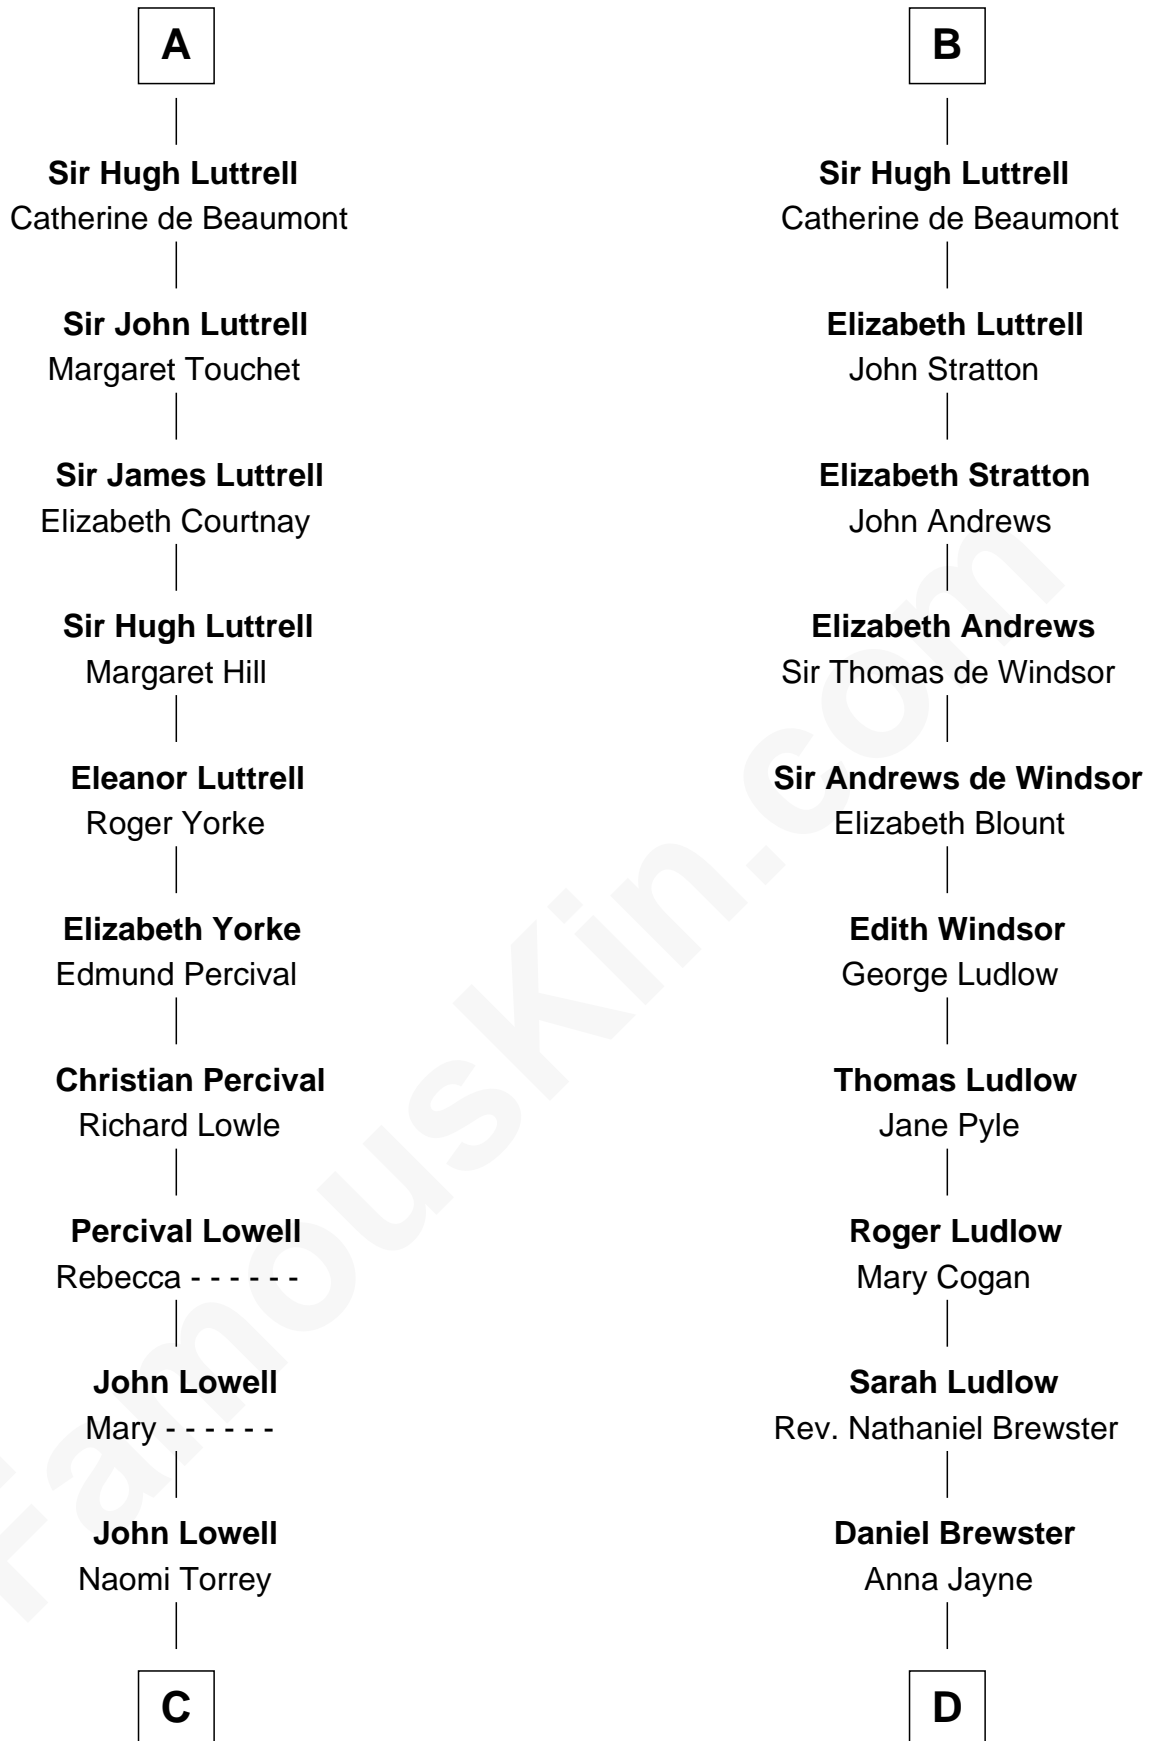 A
Sir Hugh Luttrell
Catherine de Beaumont
Sir John Luttrell
Margaret Touchet
Sir James Luttrell
Elizabeth Courtnay
Sir Hugh Luttrell
Margaret Hill
Eleanor Luttrell
Roger Yorke
Elizabeth Yorke
Edmund Percival
Christian Percival
Richard Lowle
Percival Lowell
Rebecca - - - - - -
John Lowell
Mary - - - - - -
John Lowell
Naomi Torrey
C
B
Sir Hugh Luttrell
Catherine de Beaumont
Elizabeth Luttrell
John Stratton
Elizabeth Stratton
John Andrews
Elizabeth Andrews
Sir Thomas de Windsor
Sir Andrews de Windsor
Elizabeth Blount
Edith Windsor
George Ludlow
Thomas Ludlow
Jane Pyle
Roger Ludlow
Mary Cogan
Sarah Ludlow
Rev. Nathaniel Brewster
Daniel Brewster
Anna Jayne
D
FamousKin.com